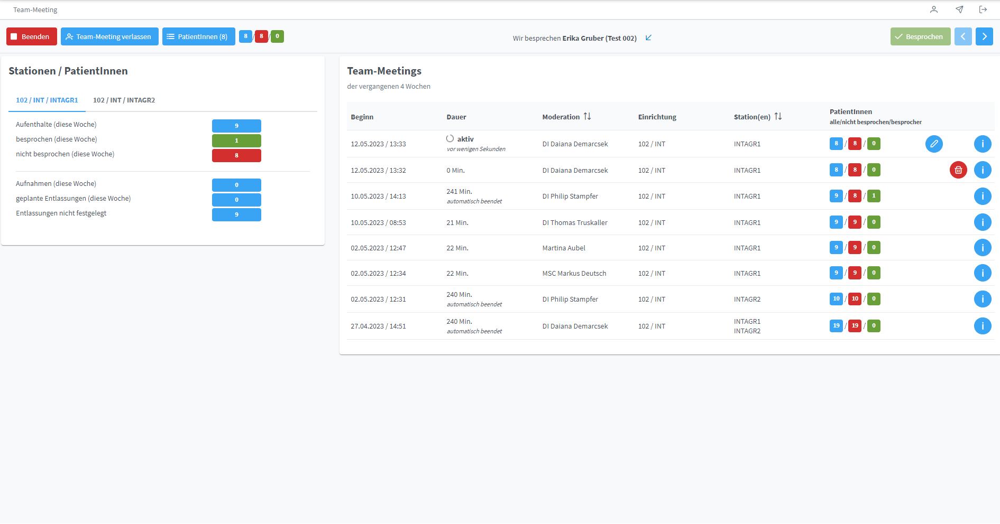 Team-Meeting
Beenden
Team-Meeting verlassen
PatientInnen (8)
8 / 8 / 0
Wir besprechen Erika Gruber (Test 002)
Besprochen
Stationen / PatientInnen
102 / INT / INTAGR1
102 / INT / INTAGR2
Aufenthalte (diese Woche) 9
besprochen (diese Woche) 1
nicht besprochen (diese Woche) 8
Aufnahmen (diese Woche) 0
geplante Entlassungen (diese Woche) 0
Entlassungen nicht festgelegt 9
Team-Meetings
der vergangenen 4 Wochen
Beginn Dauer Moderation Einrichtung Station(en) PatientInnen
alle/nicht besprochen/besprochen
12.05.2023 / 13:33 aktiv DI Daiana Demarcsek 102 / INT INTAGR1 8 / 8 / 0
vor wenigen Sekunden
12.05.2023 / 13:32 0 Min. DI Daiana Demarcsek 102 / INT INTAGR1 8 / 8 / 0
10.05.2023 / 14:13 241 Min. DI Philip Stampfer 102 / INT INTAGR1 9 / 8 / 1
automatisch beendet
10.05.2023 / 08:53 21 Min. DI Thomas Truskaller 102 / INT INTAGR1 9 / 9 / 0
02.05.2023 / 12:47 22 Min. Martina Aubel 102 / INT INTAGR1 9 / 9 / 0
02.05.2023 / 12:34 22 Min. MSC Markus Deutsch 102 / INT INTAGR1 9 / 9 / 0
02.05.2023 / 12:31 240 Min. DI Philip Stampfer 102 / INT INTAGR2 10 / 10 / 0
automatisch beendet
27.04.2023 / 14:51 240 Min. DI Daiana Demarcsek 102 / INT INTAGR1 19 / 19 / 0
automatisch beendet INTAGR2